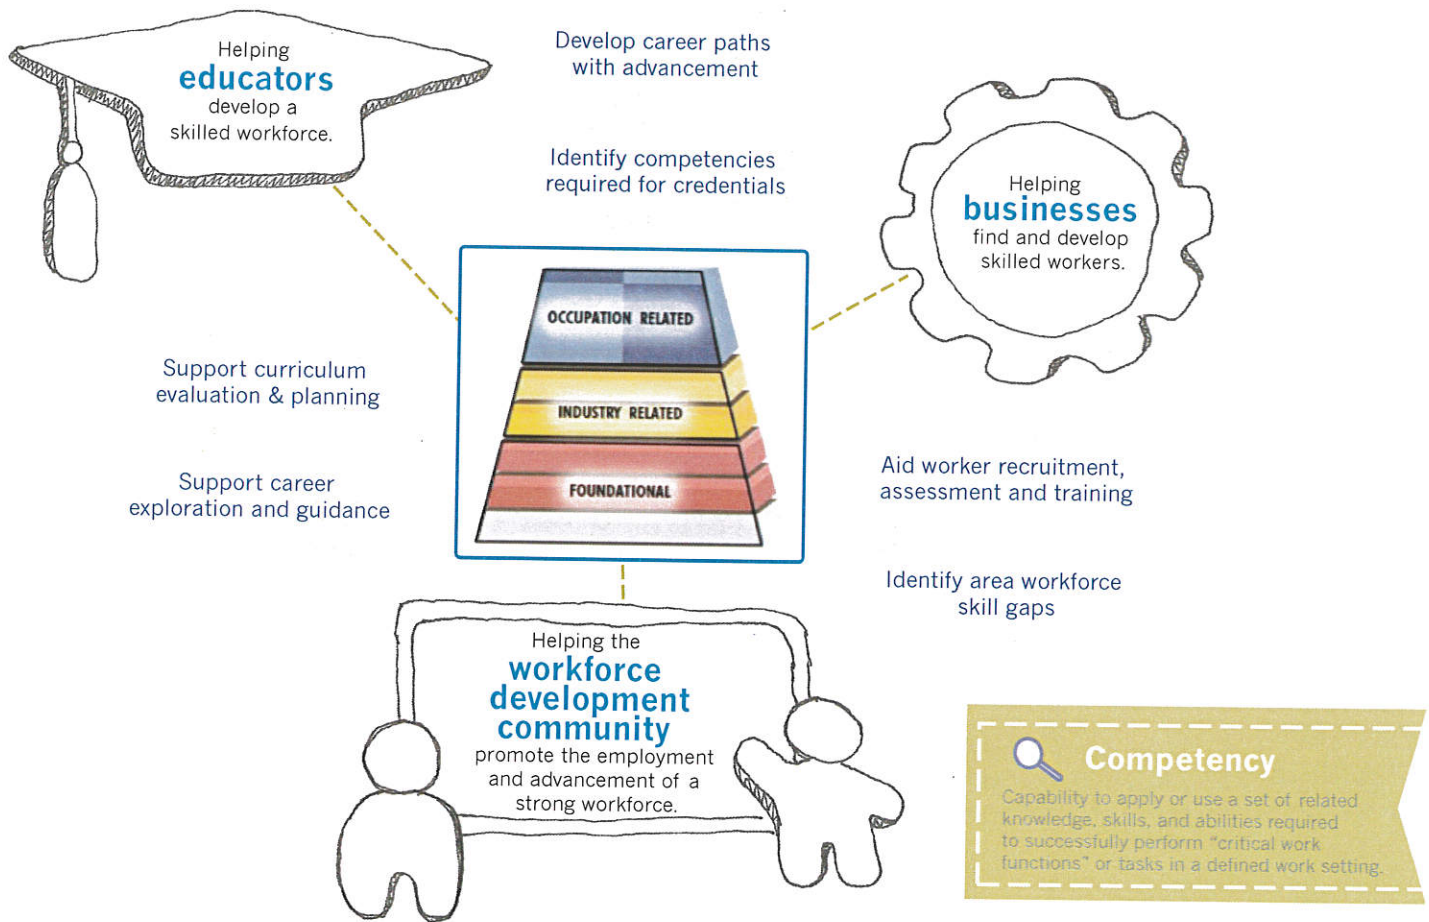 Helping
educators
develop a
skilled workforce.
Develop career paths
with advancement
Identify competencies
required for credentials
Helping
businesses
find and develop
skilled workers.
OCCUPATION RELATED
INDUSTRY RELATED
FOUNDATIONAL
Support curriculum
evaluation & planning
Support career
exploration and guidance
Aid worker recruitment,
assessment and training
Identify area workforce
skill gaps
Helping the
workforce
development
community
promote the employment
and advancement of a
strong workforce.
Competency
Capability to apply or use a set of related
knowledge, skills, and abilities required
to successfully perform "critical work
functions" or tasks in a defined work setting.